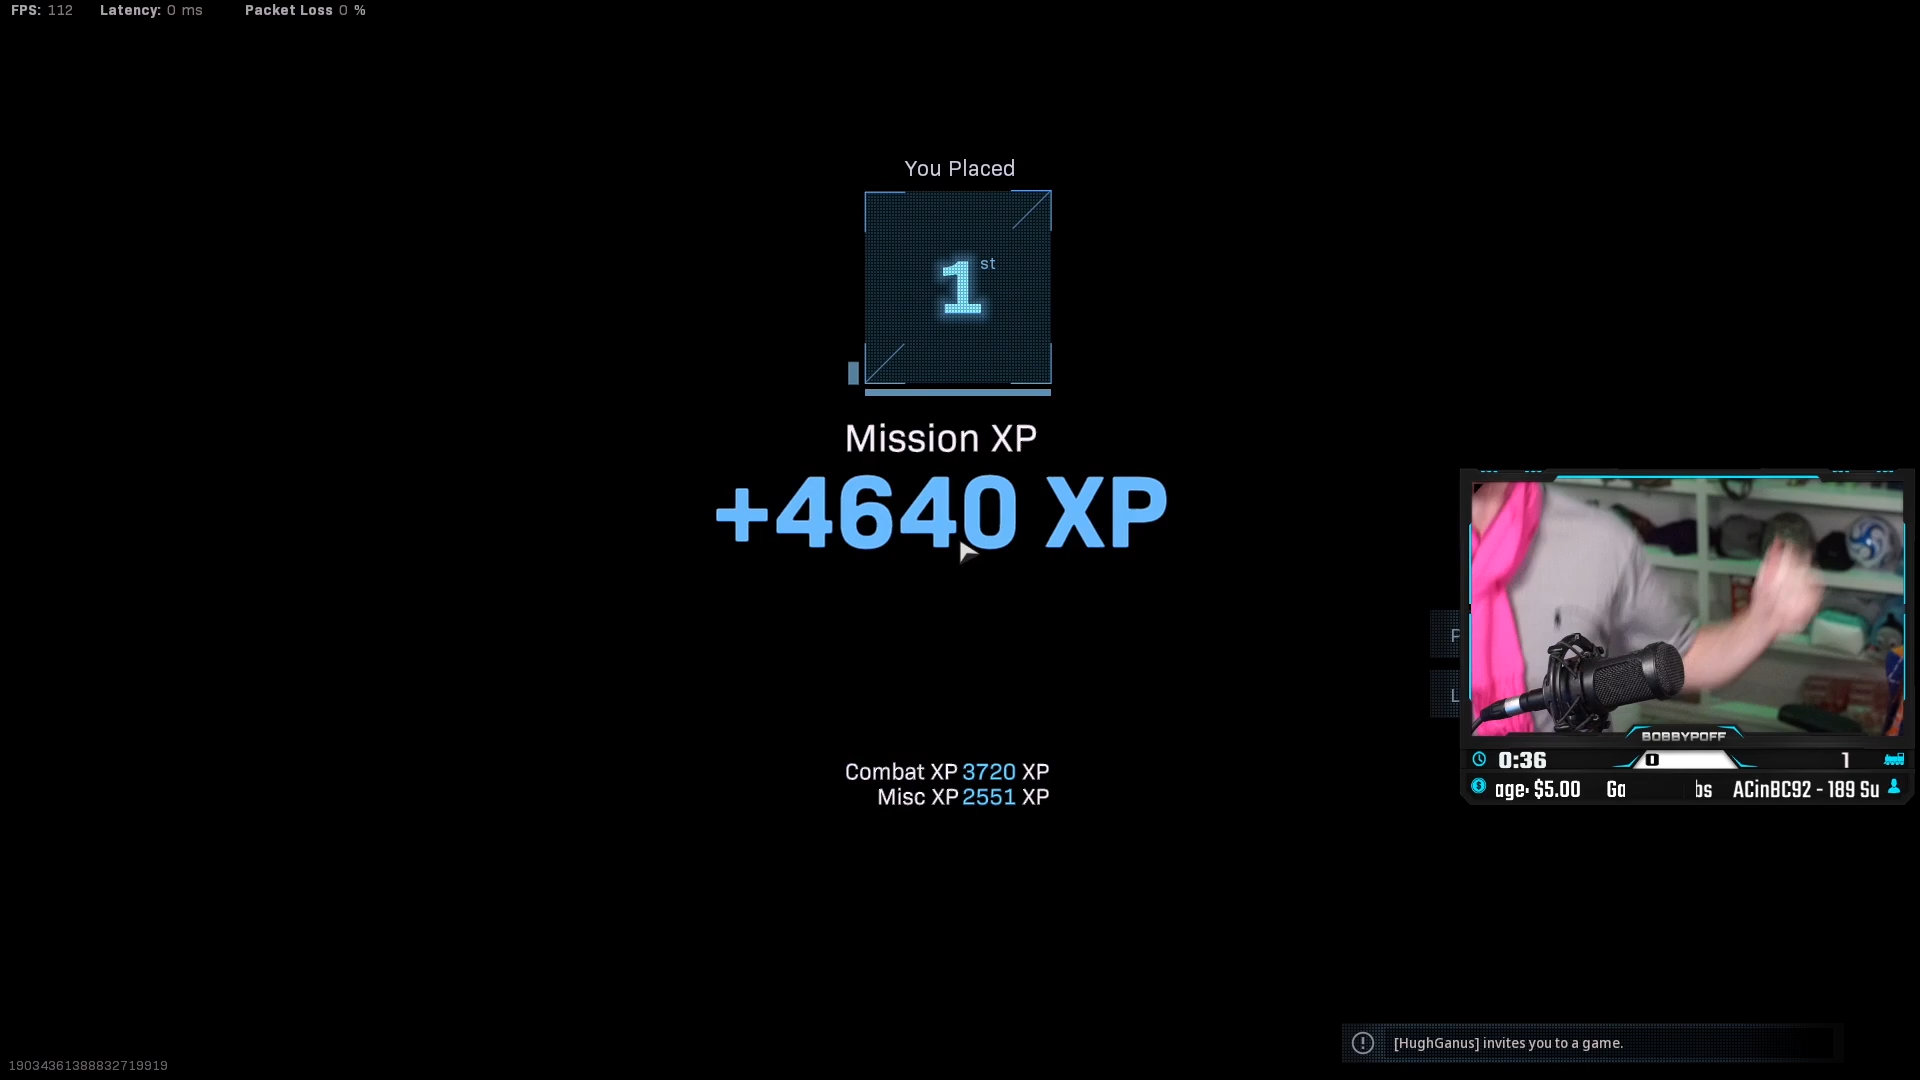 FPS: 112 Latency: 0 ms Packet Loss 0 %
You Placed
1st
Mission XP
+4640 XP
Combat XP 3720 XP
Misc XP 2551 XP
P
L
BOBBYPOFF
0:36 0 1
age: $5.00 Ga bs ACinBC92 - 189 Su
[HughGanus] invites you to a game.
19034361388832719919